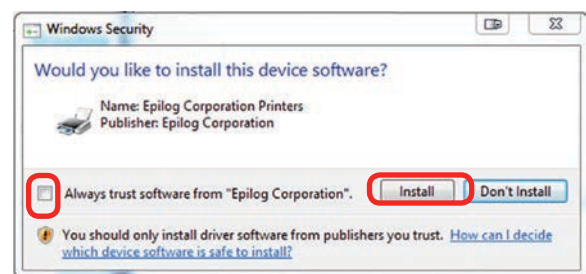 Windows Security
Would you like to install this device software?
Name: Epilog Corporation Printers
Publisher: Epilog Corporation
Always trust software from "Epilog Corporation".
Install
Don't Install
You should only install driver software from publishers you trust. How can I decide
which device software is safe to install?